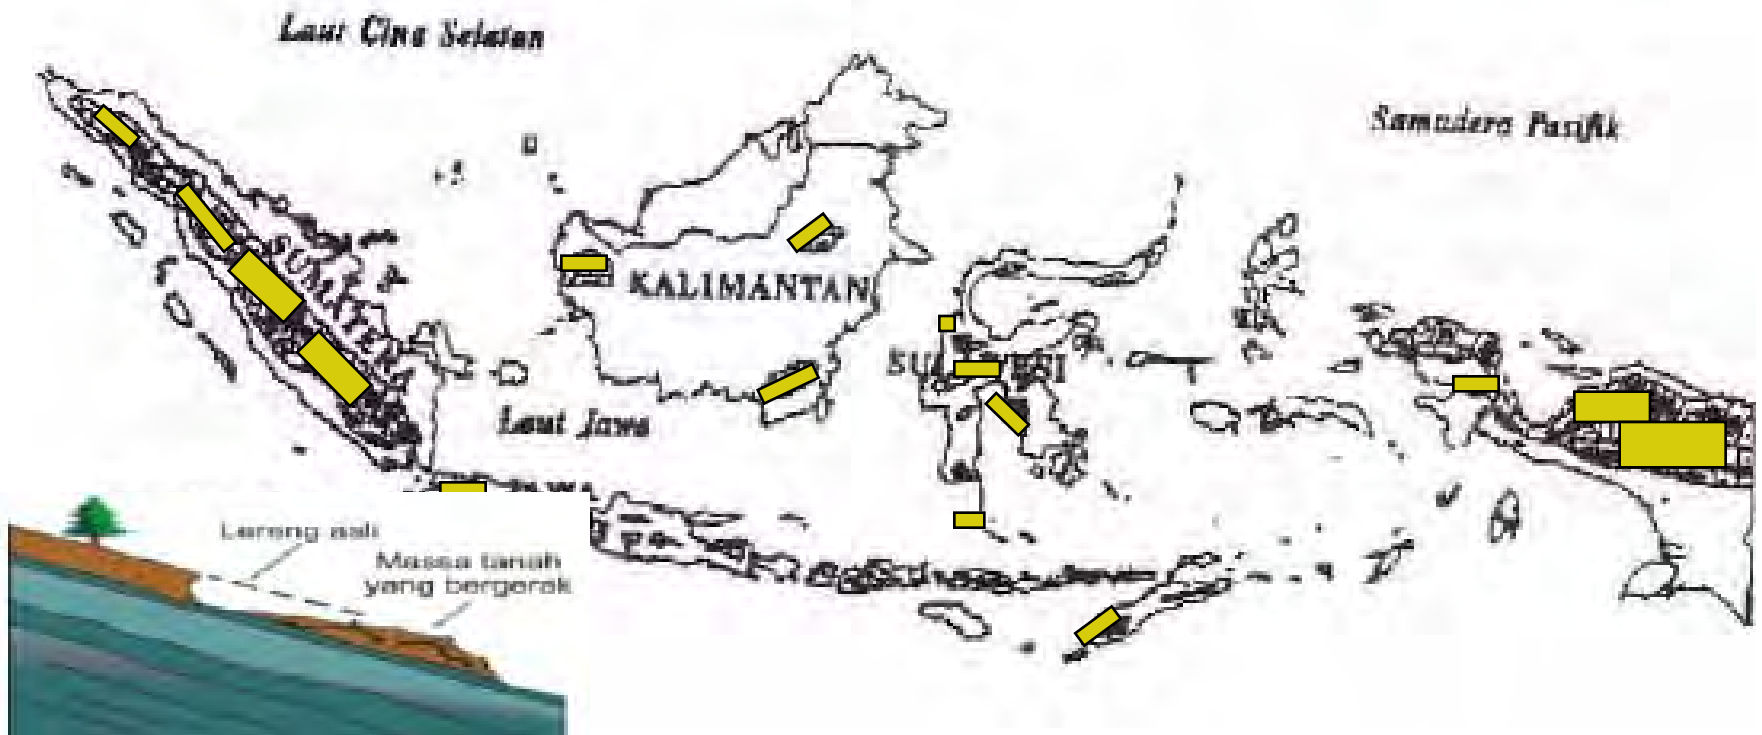 Laut Cina Selatan
Samudera Pasifik
SUMATERA
KALIMANTAN
Laut Jawa
Lereng asli
Massa tanah
yang bergerak